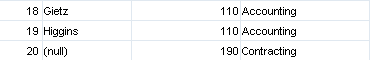 18 Gietz 110 Accounting
19 Higgins 110 Accounting
20 (null) 190 Contracting